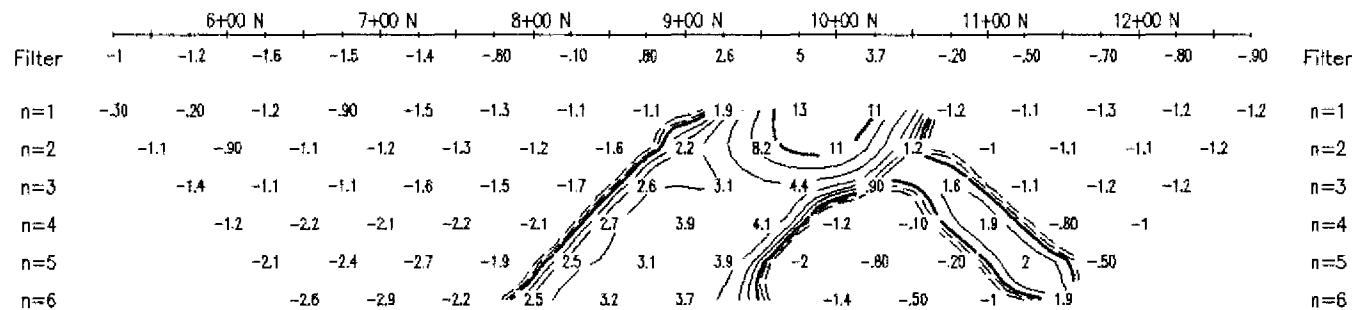 6+00 N 7+00 N 8+00 N 9+00 N 10+00 N 11+00 N 12+00 N
Filter -1 -1.2 -1.6 -1.5 -1.4 -.80 -.10 .80 2.6 5 3.7 -.20 -.50 -.70 -.80 -.90 Filter
n=1 -.30 -.20 -1.2 -.90 -1.5 -1.3 -1.1 -1.1 1.9 13 11 -1.2 -1.1 -1.3 -1.2 -1.2 n=1
n=2 -1.1 -.90 -1.1 -1.2 -1.3 -1.2 -1.6 2.2 8.2 11 1.2 -1 -1.1 -1.1 -1.2 n=2
n=3 -1.4 -1.1 -1.1 -1.6 -1.5 -1.7 2.6 3.1 4.4 .90 1.6 -1.1 -1.2 -1.2 n=3
n=4 -1.2 -2.2 -2.1 -2.2 -2.1 2.7 3.9 4.1 -1.2 -.10 1.9 -.80 -1 n=4
n=5 -2.1 -2.4 -2.7 -1.9 2.5 3.1 3.9 -2 -.60 -.20 2 -.50 n=5
n=6 -2.6 -2.9 -2.2 2.5 3.2 3.7 -1.4 -.50 -1 1.9 n=6